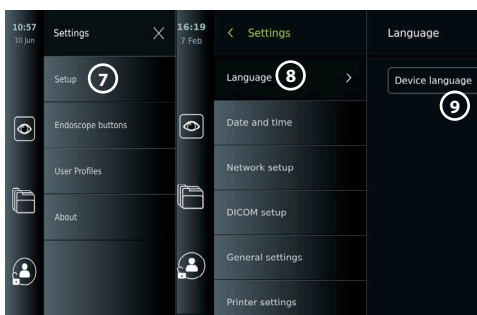 10:57
10 Jun
Settings
Setup
7
Endoscope buttons
User Profiles
About
16:19
7 Feb
Settings
Language
8
Date and time
Network setup
DICOM setup
General settings
Printer settings
Language
Device language
9